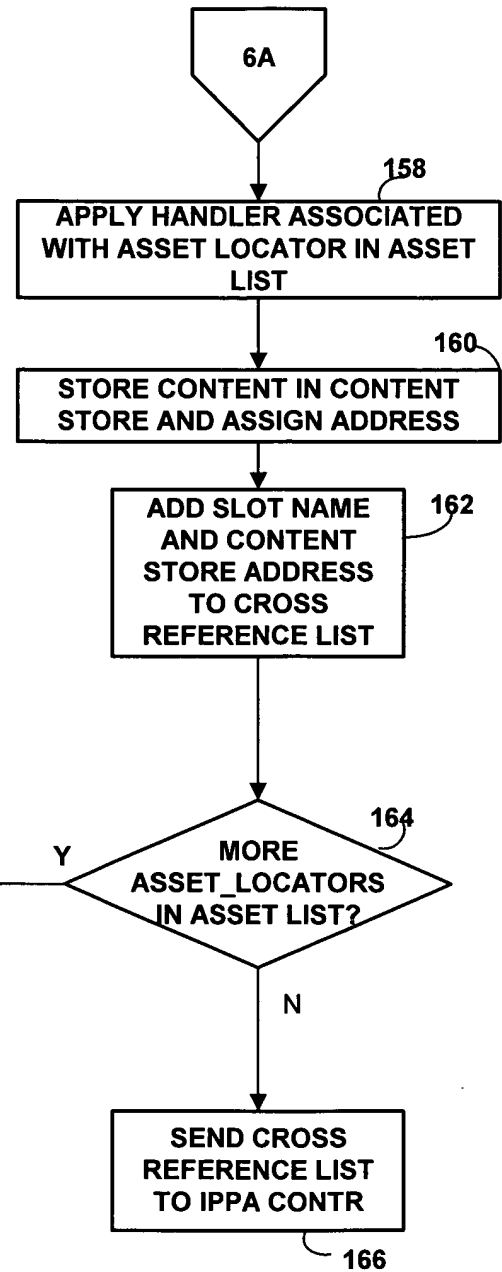 6A
158
APPLY HANDLER ASSOCIATED
WITH ASSET LOCATOR IN ASSET
LIST
160
STORE CONTENT IN CONTENT
STORE AND ASSIGN ADDRESS
162
ADD SLOT NAME
AND CONTENT
STORE ADDRESS
TO CROSS
REFERENCE LIST
164
Y
MORE
ASSET_LOCATORS
IN ASSET LIST?
N
SEND CROSS
REFERENCE LIST
TO IPPA CONTR
166